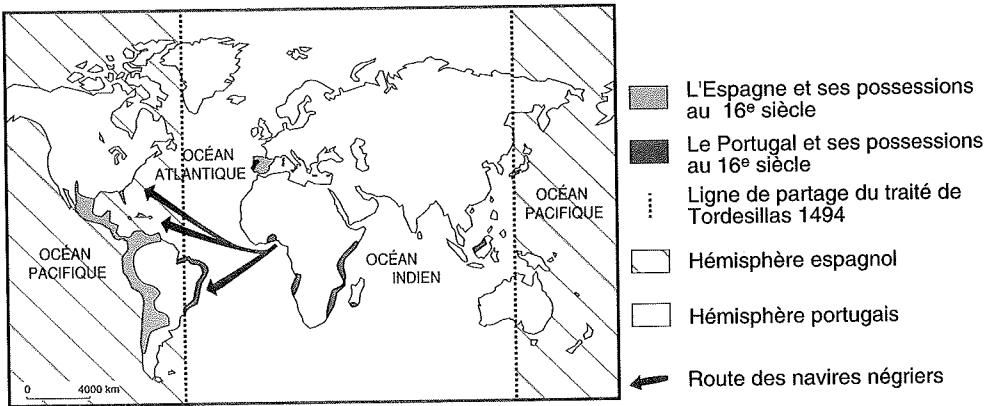 OCÉAN
ATLANTIQUE
OCÉAN
PACIFIQUE
OCÉAN
INDIEN
OCÉAN
PACIFIQUE
0 4000 km
L'Espagne et ses possessions
au 16e siècle
Le Portugal et ses possessions
au 16e siècle
Ligne de partage du traité de
Tordesillas 1494
Hémisphère espagnol
Hémisphère portugais
Route des navires négriers